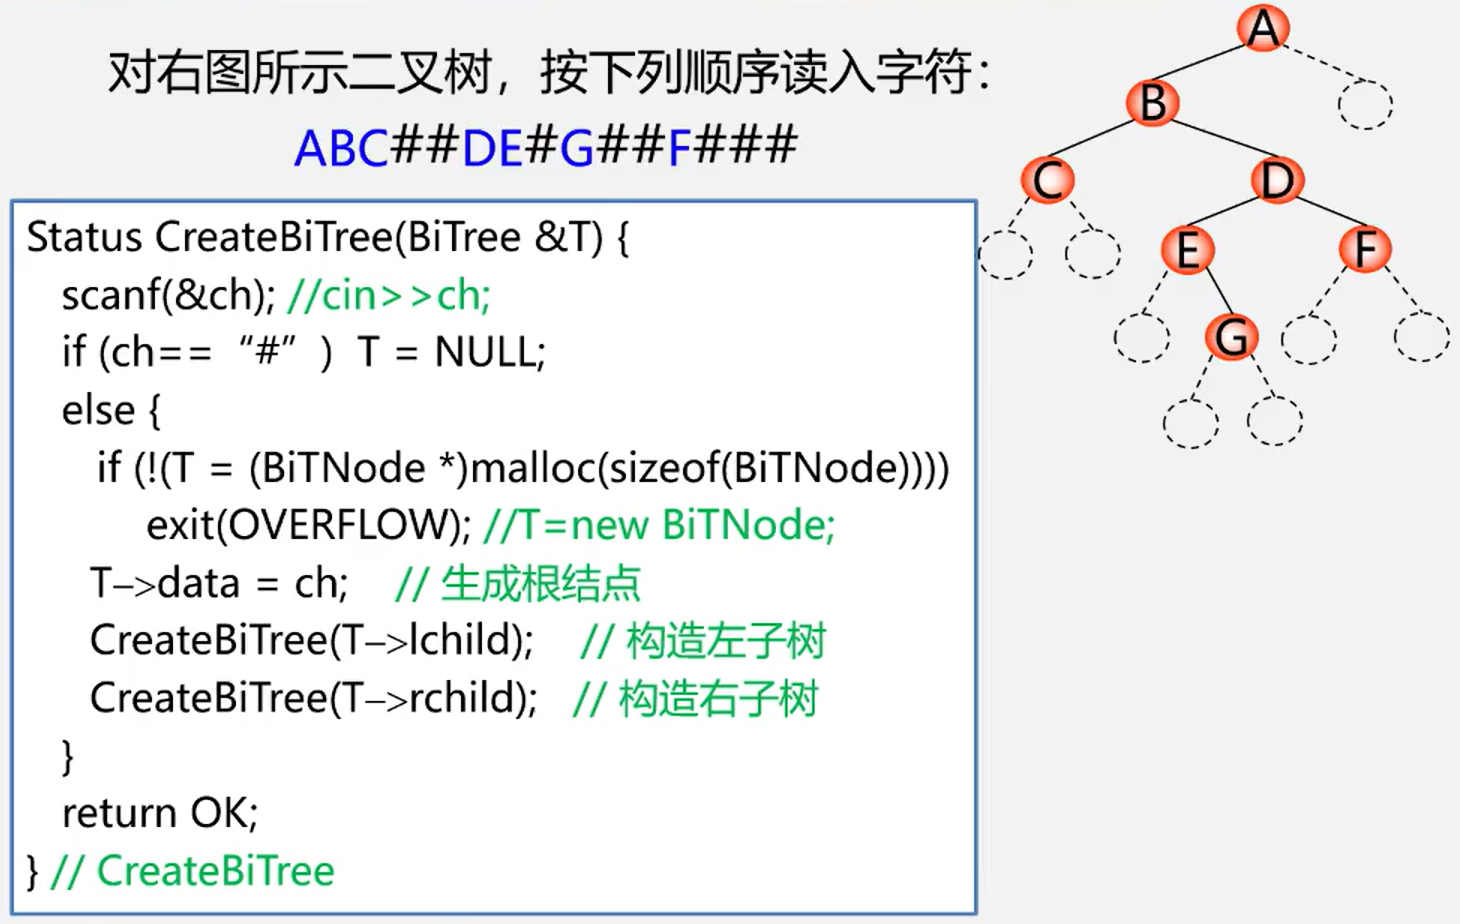 对右图所示二叉树，按下列顺序读入字符：
ABC##DE#G##F###
Status CreateBiTree(BiTree &T) {
scanf(&ch); //cin>>ch;
if (ch== “#” ) T = NULL;
else {
if (!(T = (BiTNode *)malloc(sizeof(BiTNode))))
exit(OVERFLOW); //T=new BiTNode;
T–>data = ch; // 生成根结点
CreateBiTree(T–>lchild); // 构造左子树
CreateBiTree(T–>rchild); // 构造右子树
}
return OK;
} // CreateBiTree
A
B
C
D
E
F
G